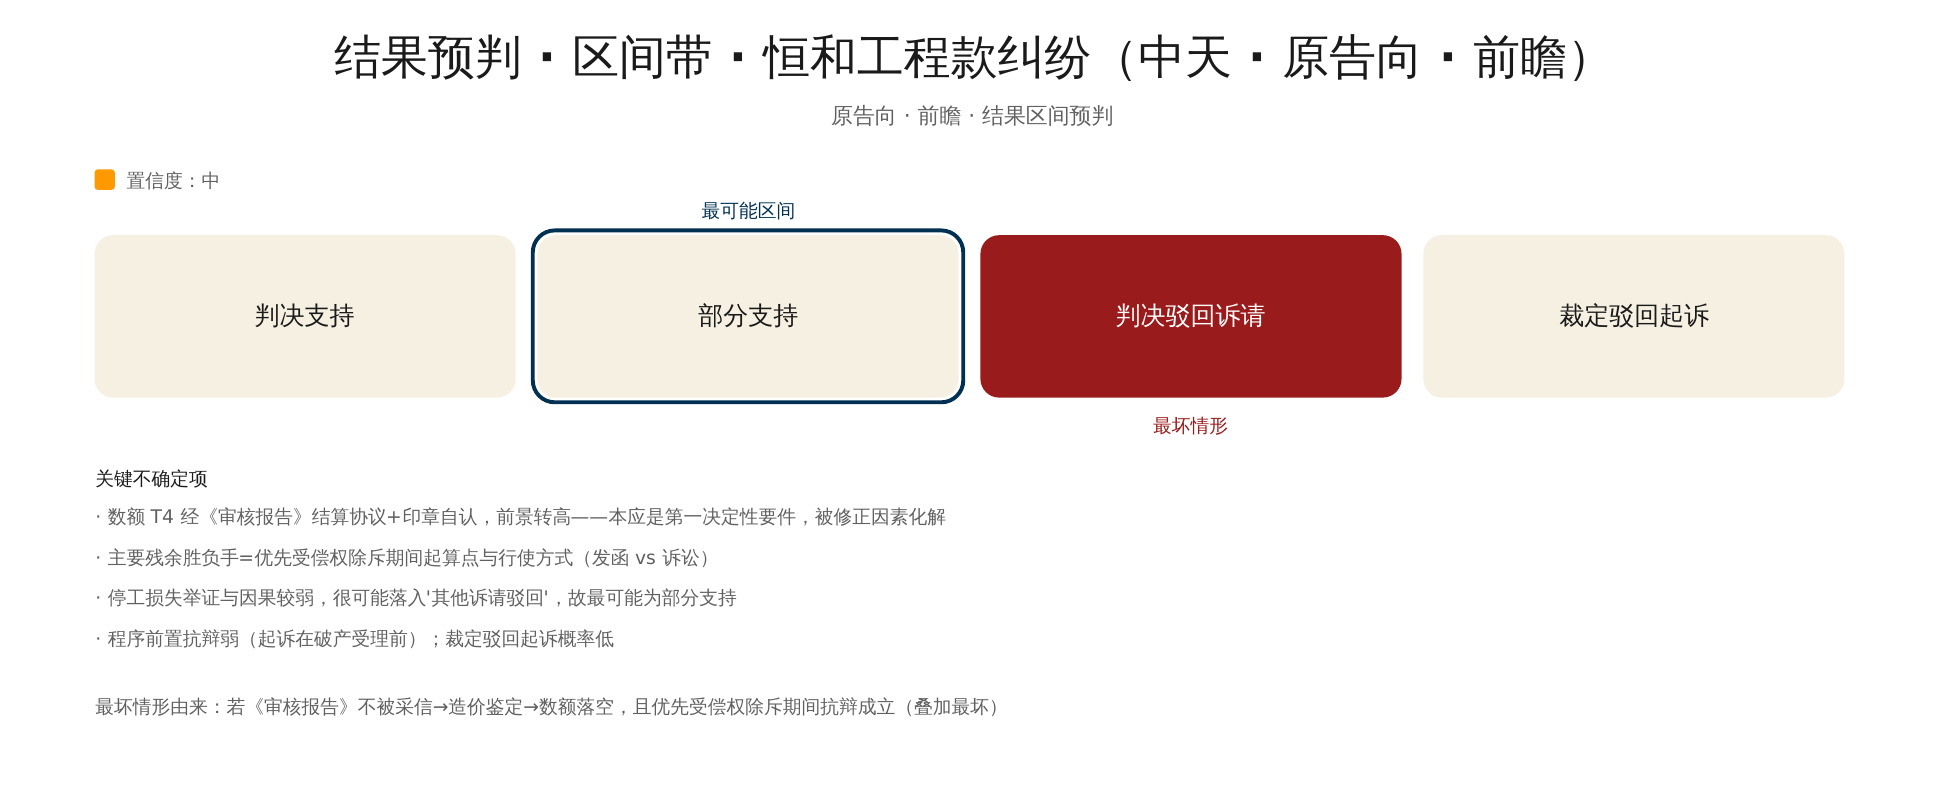 结果预判 · 区间带 · 恒和工程款纠纷（中天 · 原告向 · 前瞻）
原告向 · 前瞻 · 结果区间预判
置信度：中
最可能区间
判决支持
部分支持
判决驳回诉请
裁定驳回起诉
最坏情形
关键不确定项
· 数额 T4 经《审核报告》结算协议+印章自认，前景转高——本应是第一决定性要件，被修正因素化解
· 主要残余胜负手=优先受偿权除斥期间起算点与行使方式（发函 vs 诉讼）
· 停工损失举证与因果较弱，很可能落入'其他诉请驳回'，故最可能为部分支持
· 程序前置抗辩弱（起诉在破产受理前）；裁定驳回起诉概率低
最坏情形由来：若《审核报告》不被采信→造价鉴定→数额落空，且优先受偿权除斥期间抗辩成立（叠加最坏）